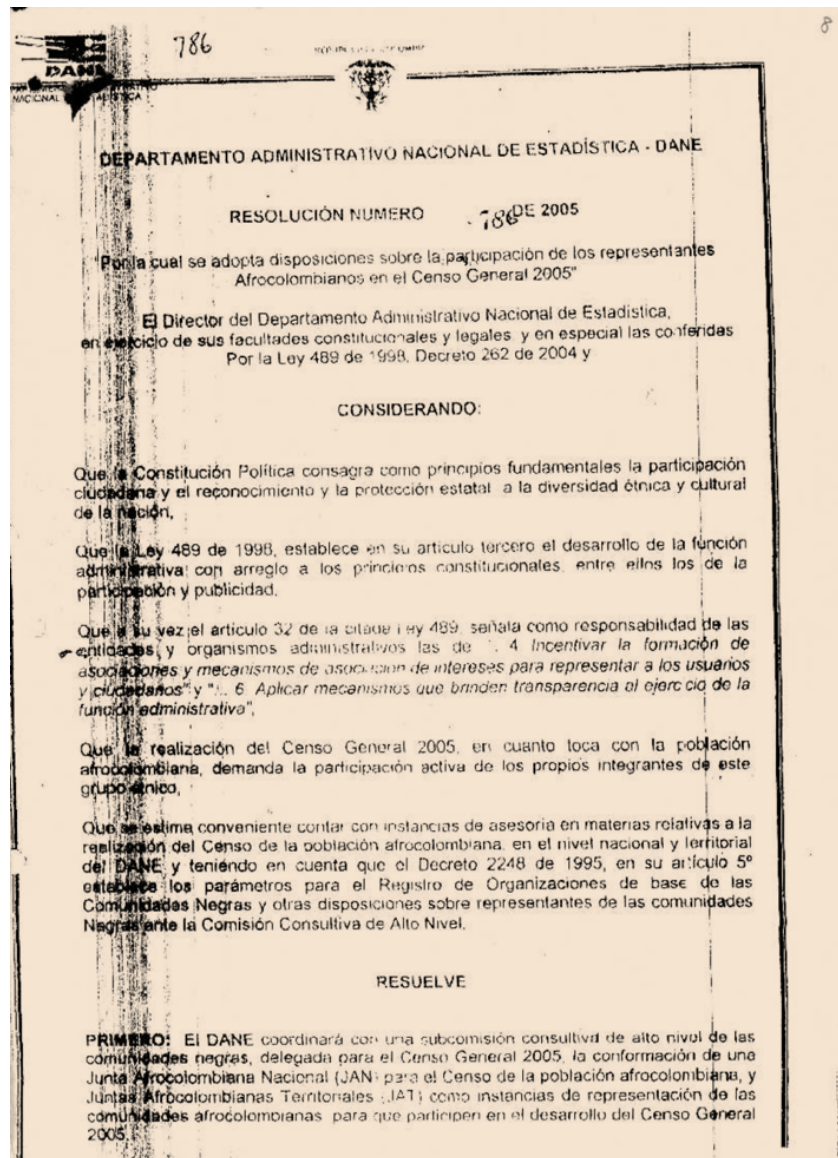 786
8
DANE
NACIONAL
DEPARTAMENTO ADMINISTRATIVO NACIONAL DE ESTADÍSTICA - DANE
RESOLUCIÓN NUMERO 786 DE 2005
"Por la cual se adopta disposiciones sobre la participación de los representantes
Afrocolombianos en el Censo General 2005"
El Director del Departamento Administrativo Nacional de Estadística,
en ejercicio de sus facultades constitucionales y legales y en especial las conferidas
Por la Ley 489 de 1998, Decreto 262 de 2004 y
CONSIDERANDO:
Que la Constitución Política consagra como principios fundamentales la participación
ciudadana y el reconocimiento y la protección estatal a la diversidad étnica y cultural
de la nación,
Que la Ley 489 de 1998, establece en su artículo tercero el desarrollo de la función
administrativa con arreglo a los principios constitucionales, entre ellos los de la
participación y publicidad,
Que a su vez el artículo 32 de la citada Ley 489, señala como responsabilidad de las
entidades y organismos administrativos las de ".. 4 Incentivar la formación de
asociaciones y mecanismos de asociación de intereses para representar a los usuarios
y ciudadanos" y "... 6 Aplicar mecanismos que brinden transparencia al ejercicio de la
función administrativa",
Que la realización del Censo General 2005, en cuanto toca con la población
afrocolombiana, demanda la participación activa de los propios integrantes de este
grupo étnico,
Que se estima conveniente contar con instancias de asesoría en materias relativas a la
realización del Censo de la población afrocolombiana, en el nivel nacional y territorial
del DANE, y teniendo en cuenta que el Decreto 2248 de 1995, en su artículo 5º
establece los parámetros para el Registro de Organizaciones de base de las
Comunidades Negras y otras disposiciones sobre representantes de las comunidades
Negras ante la Comisión Consultiva de Alto Nivel,
RESUELVE
PRIMERO: El DANE coordinará con una subcomisión consultiva de alto nivel de las
comunidades negras, delegada para el Censo General 2005, la conformación de una
Junta Afrocolombiana Nacional (JAN) para el Censo de la población afrocolombiana, y
Juntas Afrocolombianas Territoriales (JAT) como instancias de representación de las
comunidades afrocolombianas para que participen en el desarrollo del Censo General
2005.